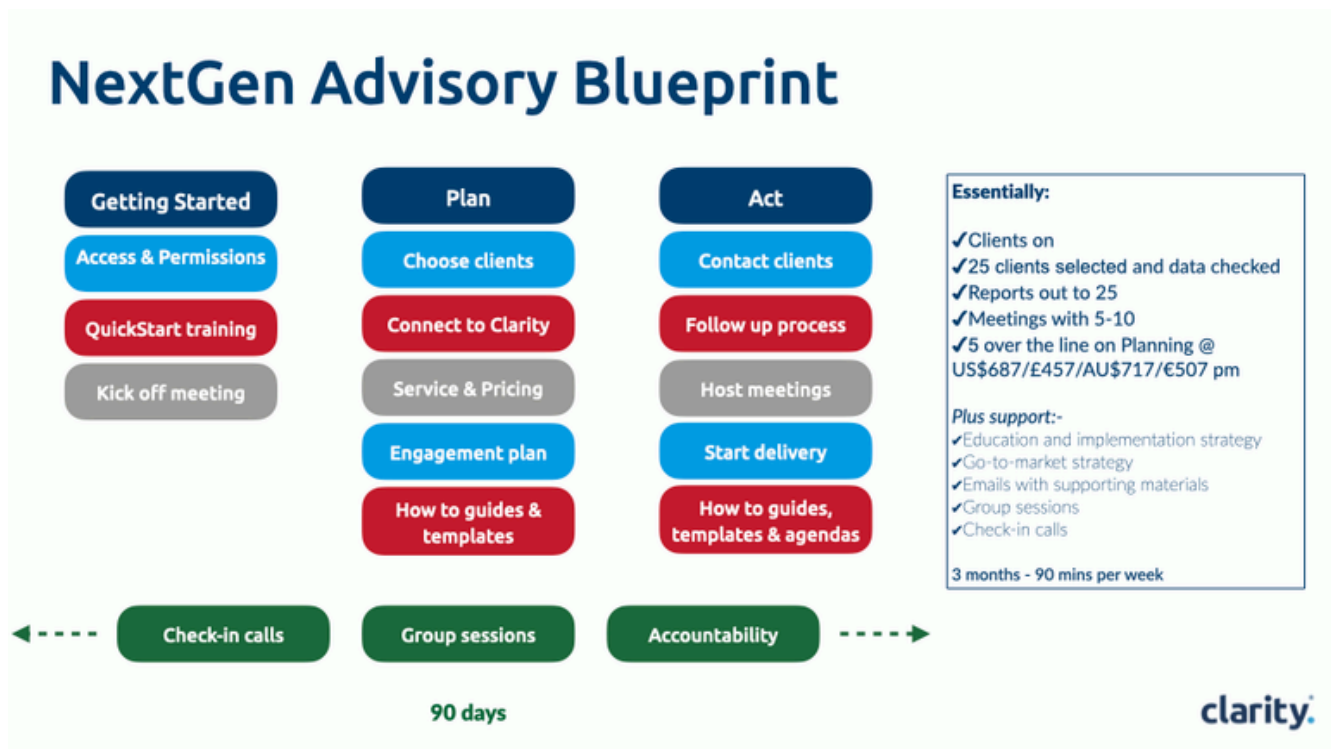 NextGen Advisory Blueprint
Getting Started
Access & Permissions
QuickStart training
Kick off meeting
Plan
Choose clients
Connect to Clarity
Service & Pricing
Engagement plan
How to guides &
templates
Act
Contact clients
Follow up process
Host meetings
Start delivery
How to guides,
templates & agendas
Essentially:
✓Clients on
✓25 clients selected and data checked
✓Reports out to 25
✓Meetings with 5-10
✓5 over the line on Planning @
US$687/£457/AU$717/€507 pm
Plus support:-
✓Education and implementation strategy
✓Go-to-market strategy
✓Emails with supporting materials
✓Group sessions
✓Check-in calls
3 months - 90 mins per week
Check-in calls
Group sessions
Accountability
90 days
clarity.